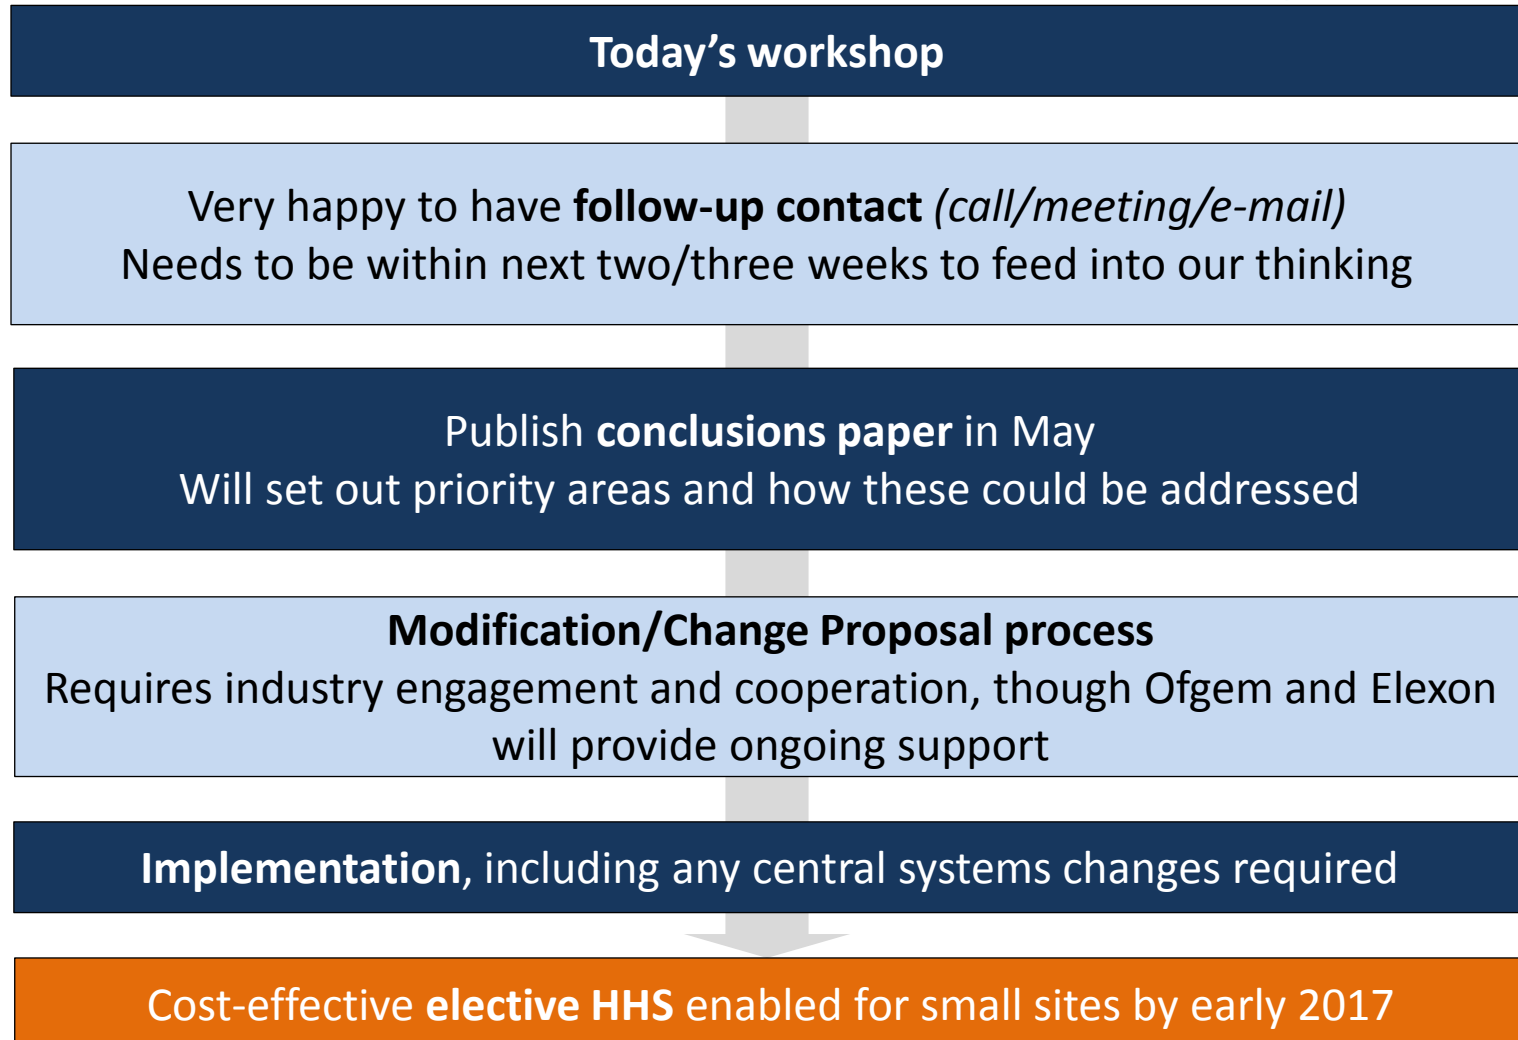 Today’s workshop
Very happy to have follow-up contact (call/meeting/e-mail)
Needs to be within next two/three weeks to feed into our thinking
Publish conclusions paper in May
Will set out priority areas and how these could be addressed
Modification/Change Proposal process
Requires industry engagement and cooperation, though Ofgem and Elexon
will provide ongoing support
Implementation, including any central systems changes required
Cost-effective elective HHS enabled for small sites by early 2017